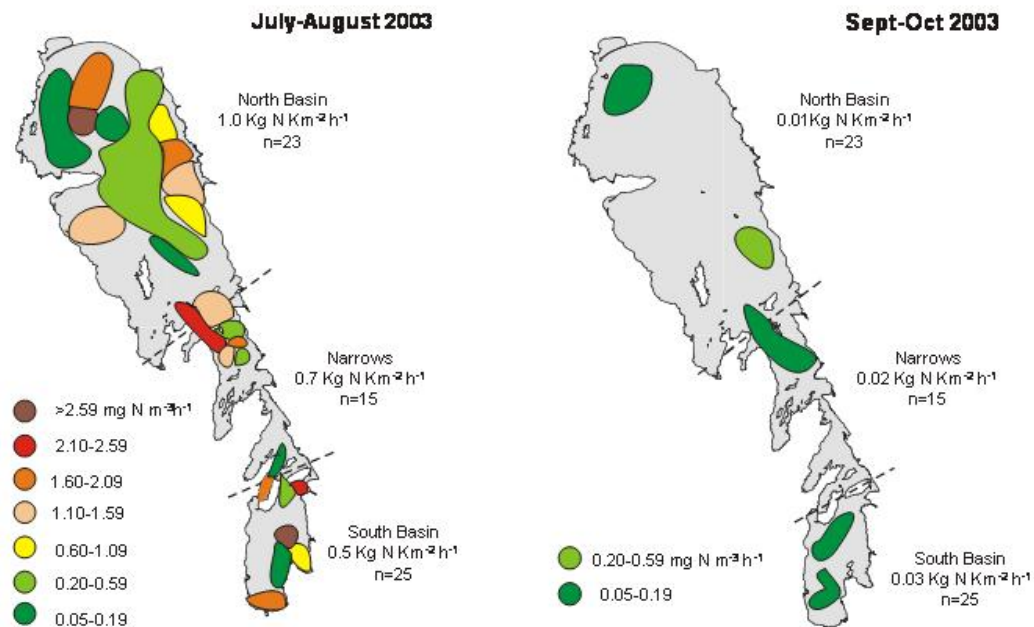 July-August 2003
North Basin
1.0 Kg N Km⁻² h⁻¹
n=23
Narrows
0.7 Kg N Km⁻² h⁻¹
n=15
South Basin
0.5 Kg N Km⁻² h⁻¹
n=25
>2.59 mg N m⁻³h⁻¹
2.10-2.59
1.60-2.09
1.10-1.59
0.60-1.09
0.20-0.59
0.05-0.19
Sept-Oct 2003
North Basin
0.01Kg N Km⁻² h⁻¹
n=23
Narrows
0.02 Kg N Km⁻² h⁻¹
n=15
South Basin
0.03 Kg N Km⁻² h⁻¹
n=25
0.20-0.59 mg N m⁻³ h⁻¹
0.05-0.19